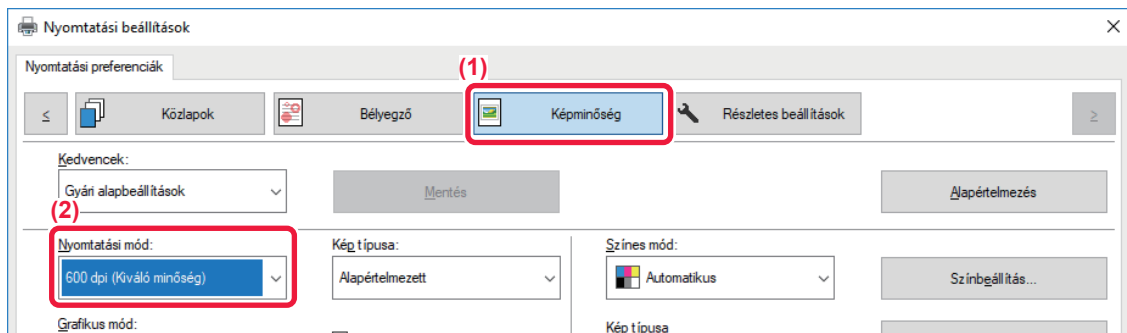 Nyomtatási beállítások
Nyomtatási preferenciák
(1)
<
Közlapok
Bélyegző
Képminőség
Részletes beállítások
>
Kedvencek:
Gyári alapbeállítások
Mentés
Alapértelmezés
(2)
Nyomtatási mód:
Kép típusa:
Színes mód:
600 dpi (Kiváló minőség)
Alapértelmezett
Automatikus
Színbeállítás...
Grafikus mód:
Kép típusa